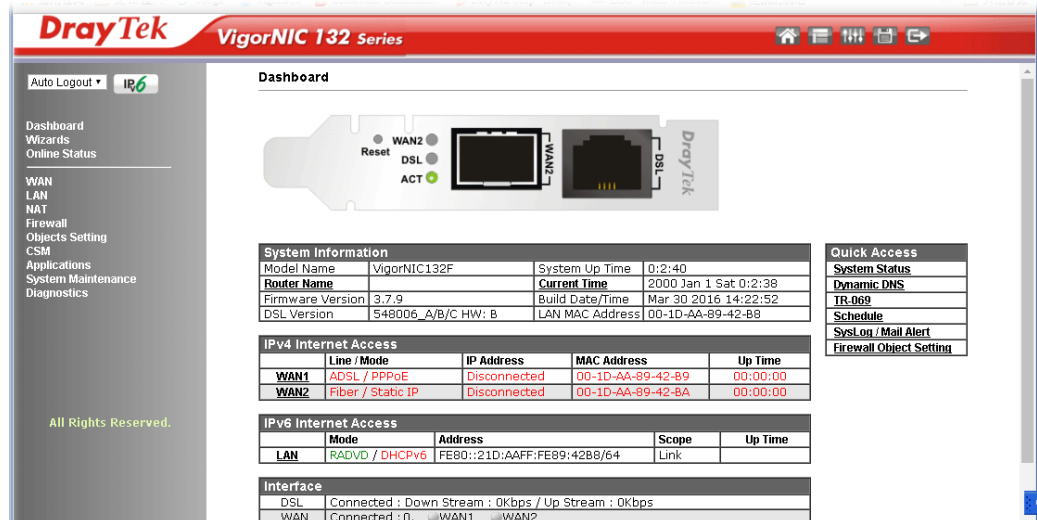 DrayTek
VigorNIC 132 Series
Auto Logout
IPv6
Dashboard
Wizards
Online Status
WAN
LAN
NAT
Firewall
Objects Setting
CSM
Applications
System Maintenance
Diagnostics
All Rights Reserved.
Dashboard
Reset
WAN2
DSL
ACT
WAN2
DSL
DrayTek
System Information
Model Name VigorNIC132F System Up Time 0:2:40
Router Name Current Time 2000 Jan 1 Sat 0:2:38
Firmware Version 3.7.9 Build Date/Time Mar 30 2016 14:22:52
DSL Version 548006_A/B/C HW: B LAN MAC Address 00-1D-AA-89-42-B8
IPv4 Internet Access
Line / Mode IP Address MAC Address Up Time
WAN1 ADSL / PPPoE Disconnected 00-1D-AA-89-42-B9 00:00:00
WAN2 Fiber / Static IP Disconnected 00-1D-AA-89-42-BA 00:00:00
IPv6 Internet Access
Mode Address Scope Up Time
LAN RADVD / DHCPv6 FE80::21D:AAFF:FE89:42B8/64 Link
Interface
DSL Connected : Down Stream : 0Kbps / Up Stream : 0Kbps
WAN Connected : 0, WAN1 WAN2
Quick Access
System Status
Dynamic DNS
TR-069
Schedule
SysLog / Mail Alert
Firewall Object Setting